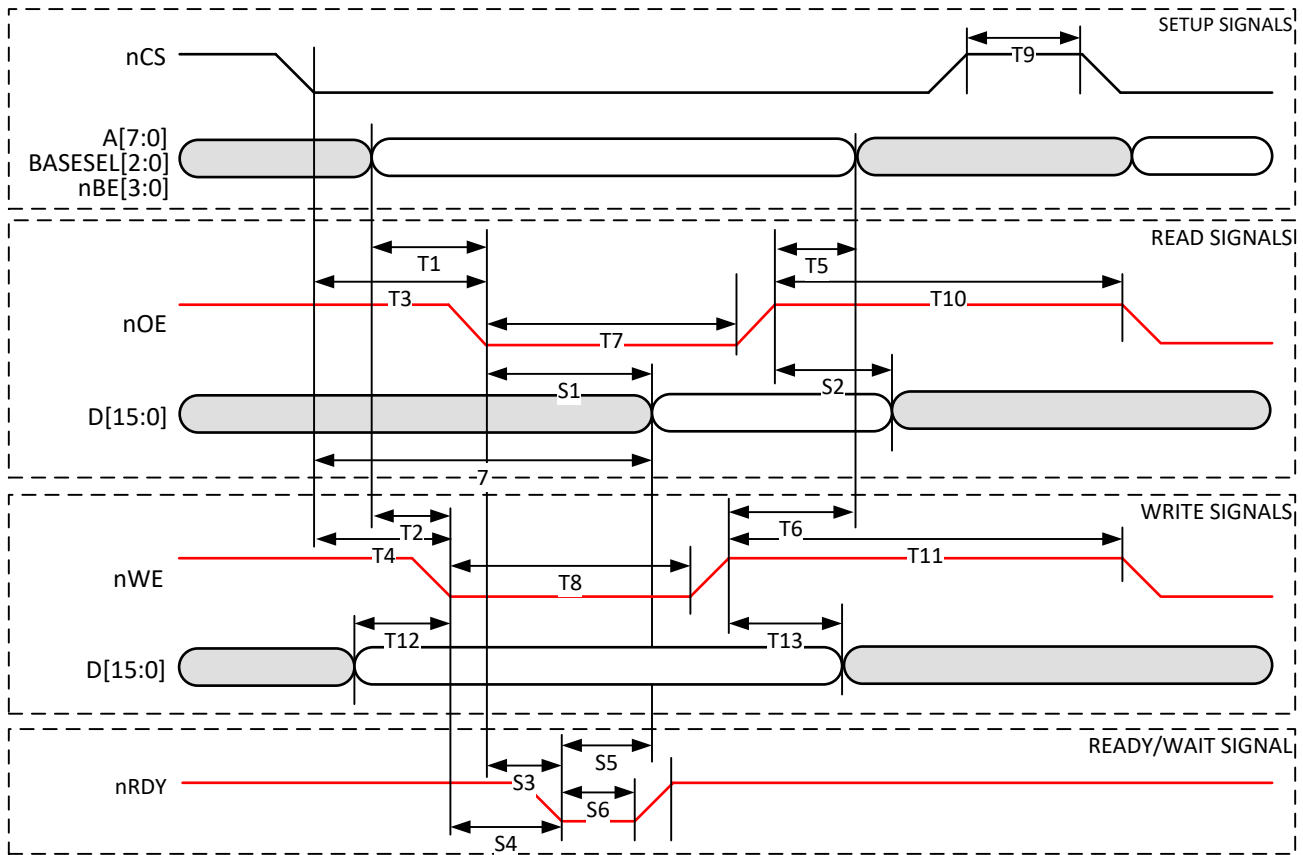 SETUP SIGNALS
nCS
T9
A[7:0]
BASESEL[2:0]
nBE[3:0]
READ SIGNALS
T1
T5
T3
T10
nOE
T7
S1
S2
D[15:0]
7
WRITE SIGNALS
T2
T6
T4
T11
nWE
T8
T12
T13
D[15:0]
READY/WAIT SIGNAL
S5
nRDY
S3
S6
S4